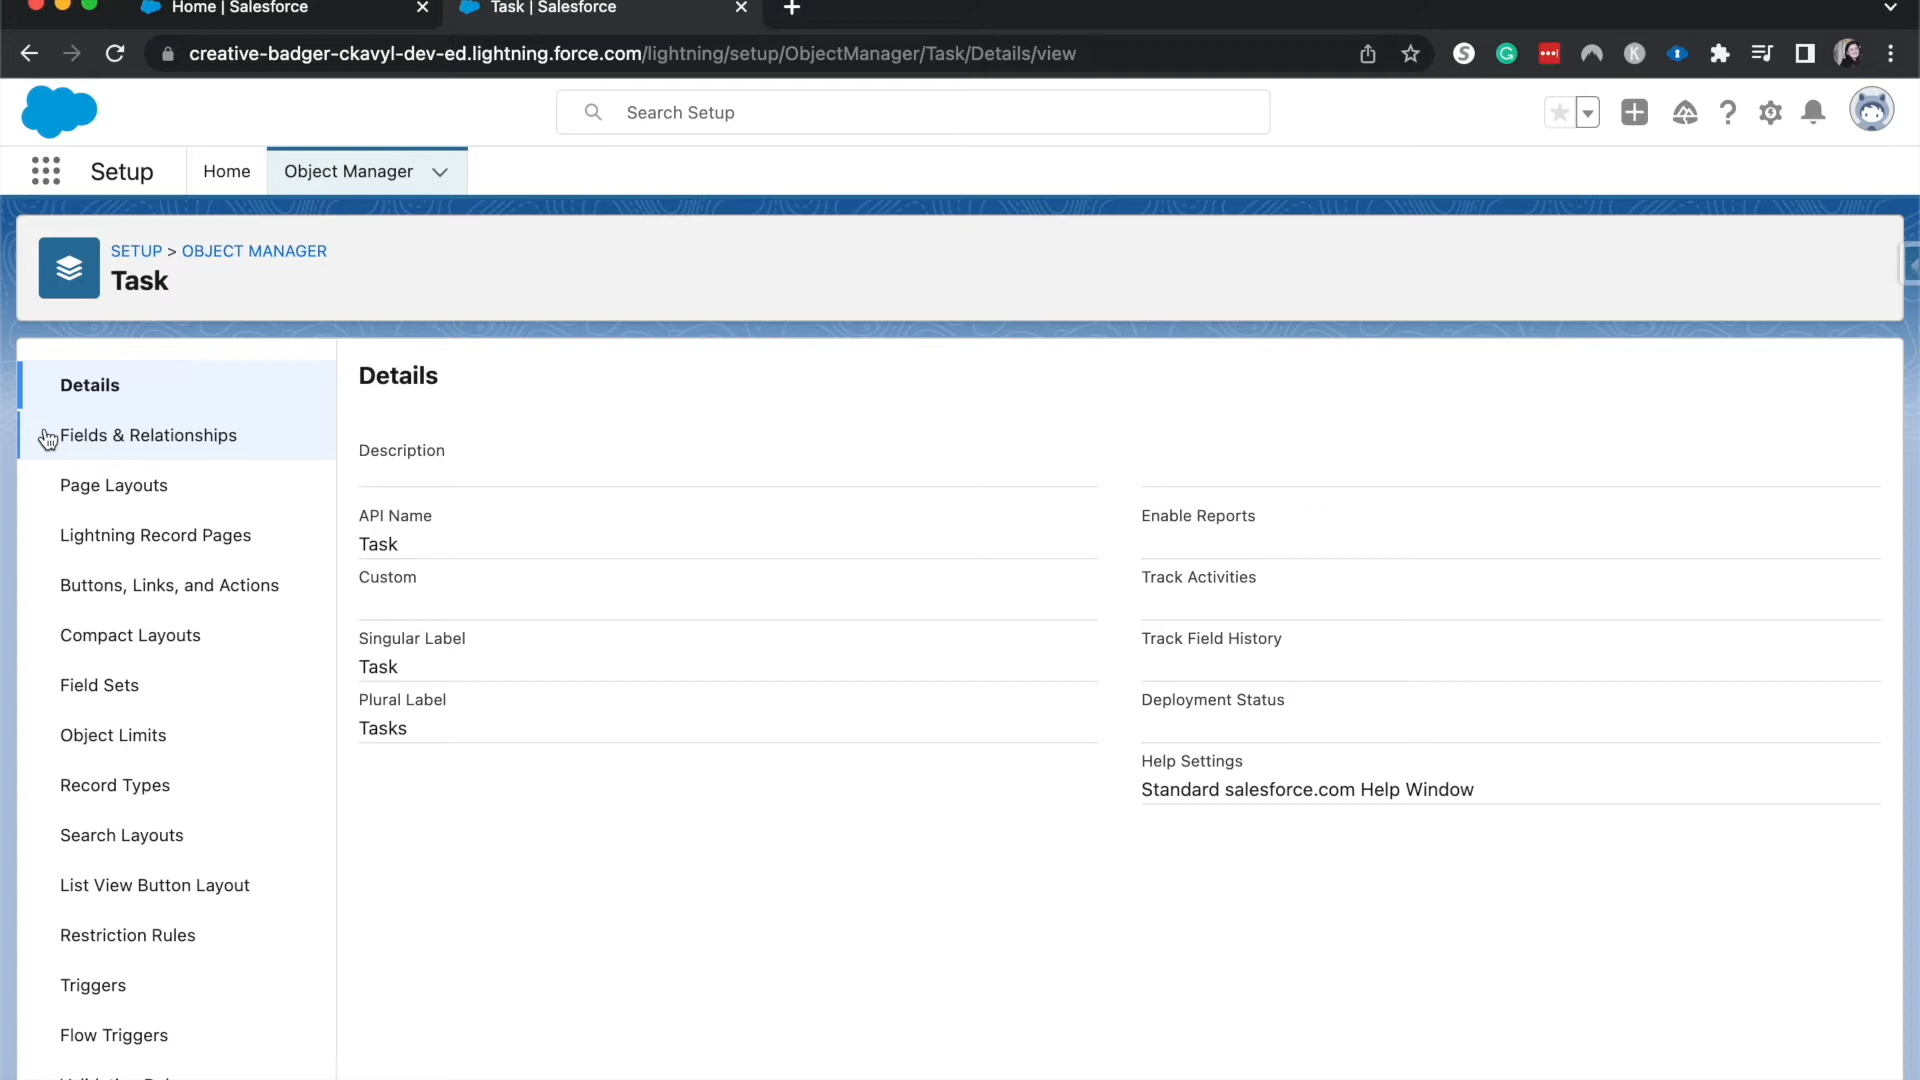 Home | Salesforce
Task | Salesforce
creative-badger-ckavyl-dev-ed.lightning.force.com/lightning/setup/ObjectManager/Task/Details/view
Search Setup
Setup
Home
Object Manager
SETUP > OBJECT MANAGER
Task
Details
Fields & Relationships
Page Layouts
Lightning Record Pages
Buttons, Links, and Actions
Compact Layouts
Field Sets
Object Limits
Record Types
Search Layouts
List View Button Layout
Restriction Rules
Triggers
Flow Triggers
Details
Description
API Name
Task
Custom
Singular Label
Task
Plural Label
Tasks
Enable Reports
Track Activities
Track Field History
Deployment Status
Help Settings
Standard salesforce.com Help Window